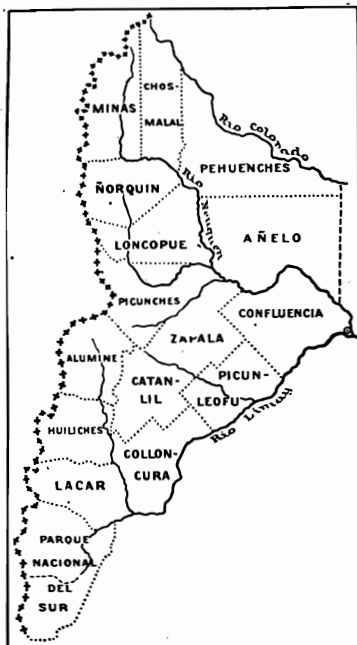 CHOS-
MALAL
MINAS
Rio Colorado
PEHUENCHES
ÑORQUIN
Rio Neuquen
LONCOPUE
AÑELO
PICUNCHES
CONFLUENCIA
ZAPALA
ALUMINE
CATAN-
LIL
PICUN-
LEOFU
HUILICHES
Rio Limay
COLLON-
CURA
LACAR
PARQUE
NACIONAL
DEL
SUR